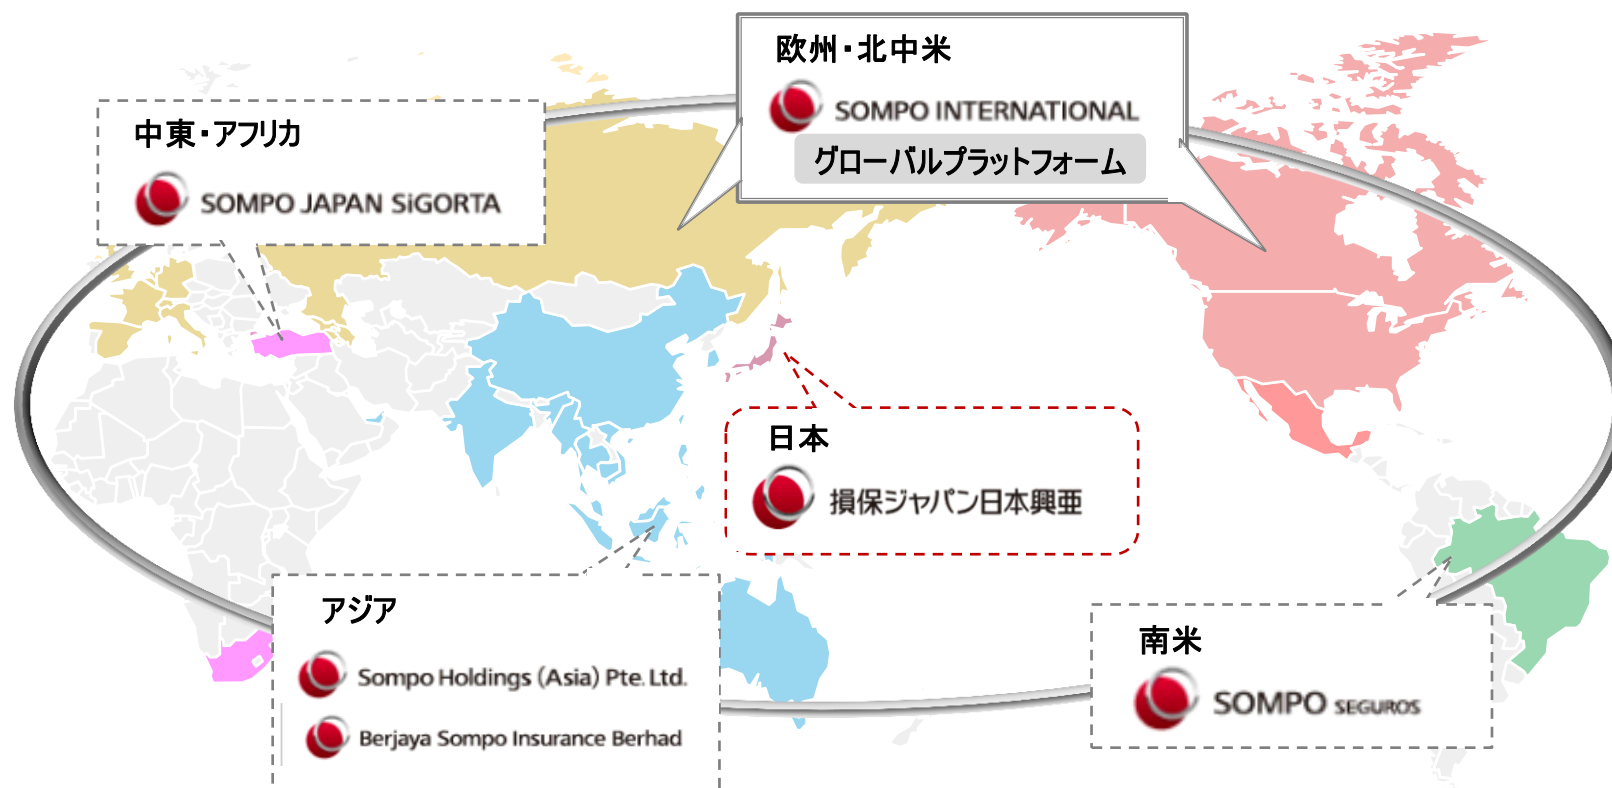 欧州・北中米
SOMPO INTERNATIONAL
グローバルプラットフォーム
中東・アフリカ
SOMPO JAPAN SiGORTA
日本
損保ジャパン日本興亜
アジア
Sompo Holdings (Asia) Pte. Ltd.
Berjaya Sompo Insurance Berhad
南米
SOMPO SEGUROS